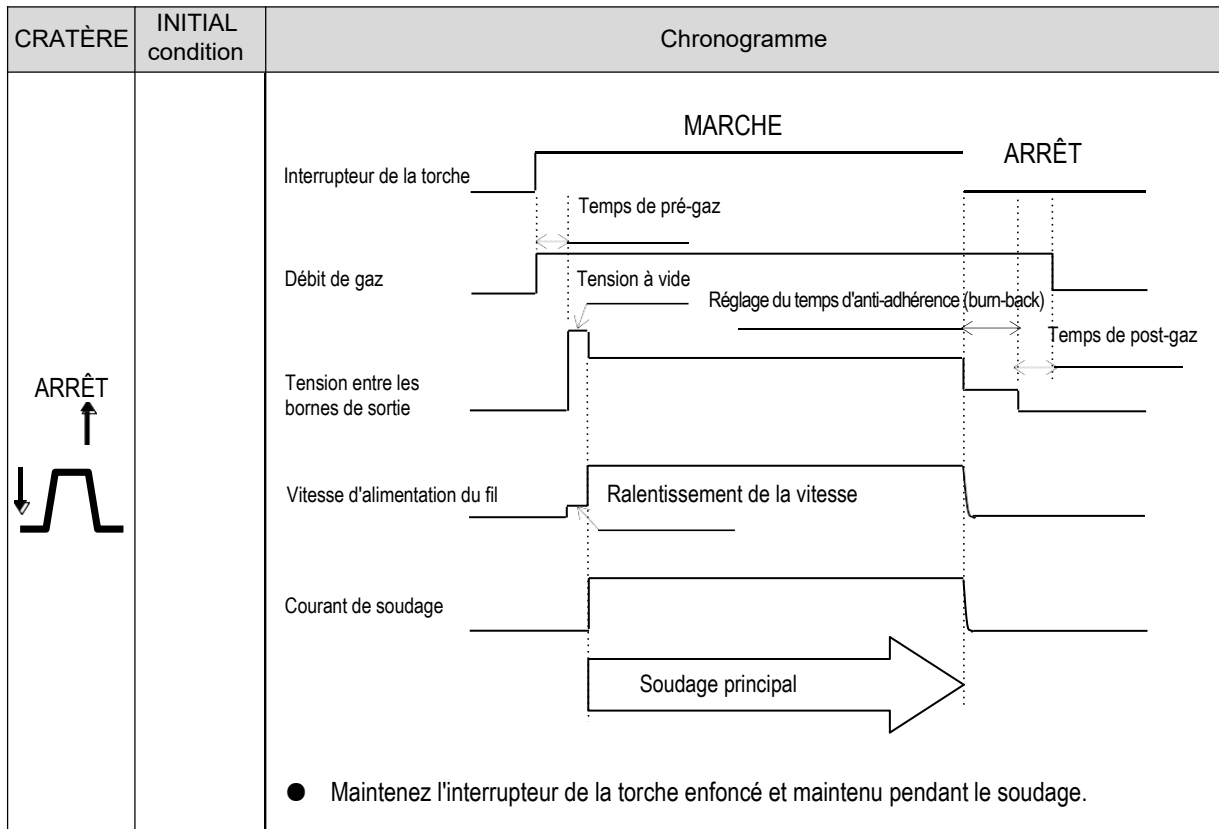 CRATÈRE
INITIAL
condition
Chronogramme
MARCHE
ARRÊT
Interrupteur de la torche
Temps de pré-gaz
Débit de gaz
Tension à vide
Réglage du temps d'anti-adhérence (burn-back)
Temps de post-gaz
ARRÊT
Tension entre les
bornes de sortie
Vitesse d'alimentation du fil
Ralentissement de la vitesse
Courant de soudage
Soudage principal
● Maintenez l'interrupteur de la torche enfoncé et maintenu pendant le soudage.